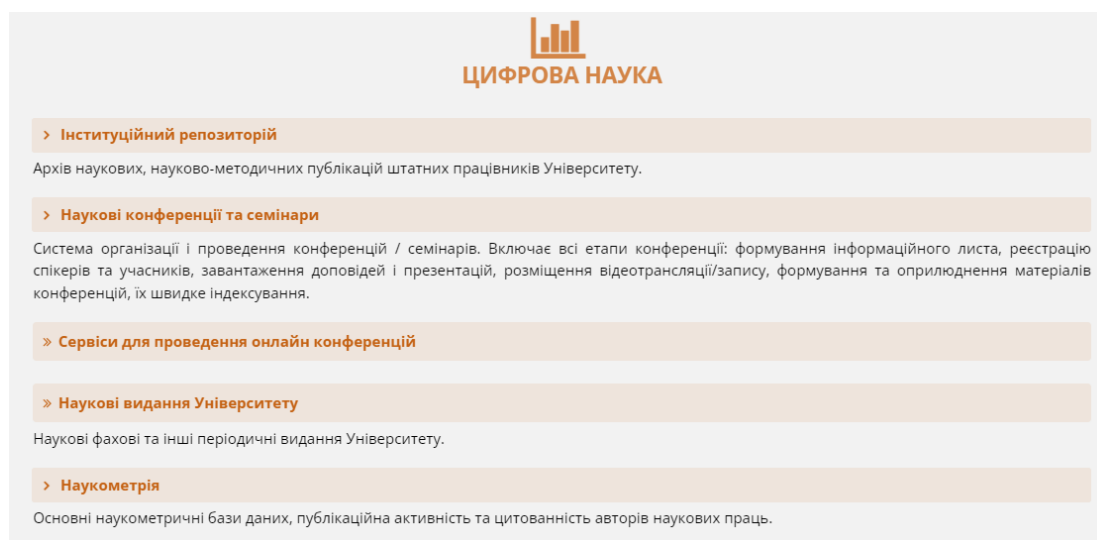 ЦИФРОВА НАУКА
> Інституційний репозиторій
Архів наукових, науково-методичних публікацій штатних працівників Університету.
> Наукові конференції та семінари
Система організації і проведення конференцій / семінарів. Включає всі етапи конференції: формування інформаційного листа, реєстрацію
спікерів та учасників, завантаження доповідей і презентацій, розміщення відеотрансляції/запису, формування та оприлюднення матеріалів
конференцій, їх швидке індексування.
» Сервіси для проведення онлайн конференцій
» Наукові видання Університету
Наукові фахові та інші періодичні видання Університету.
> Наукометрія
Основні наукометричні бази даних, публікаційна активність та цитованність авторів наукових праць.